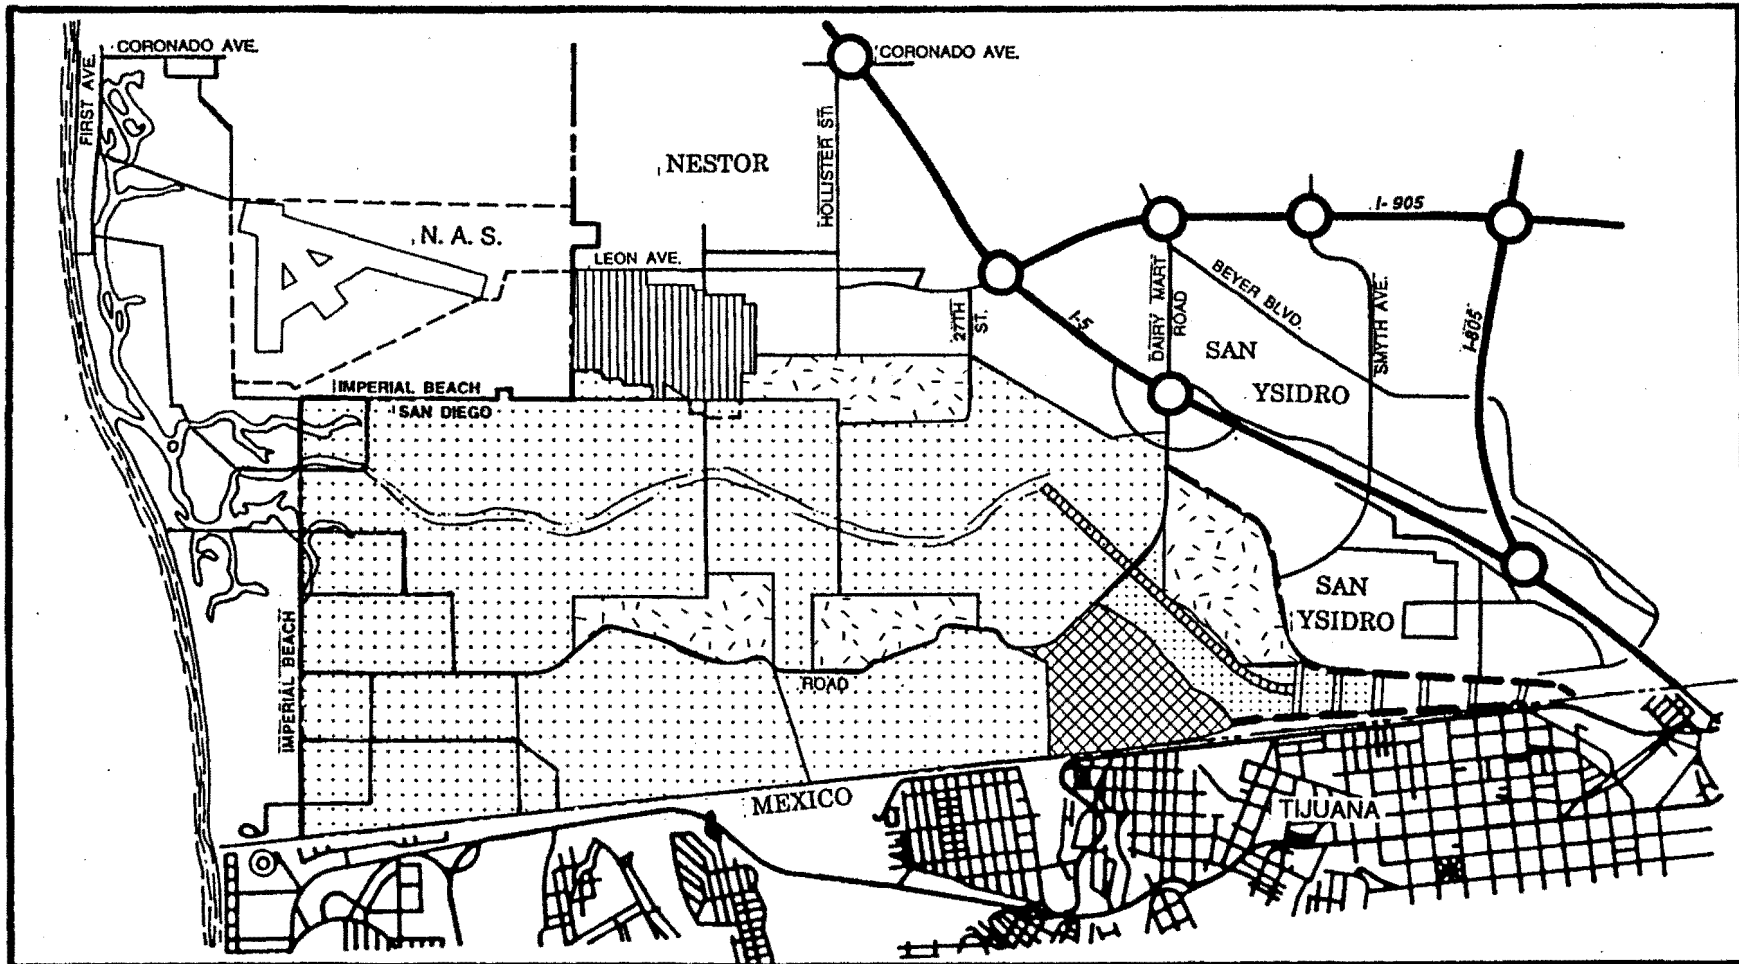 CORONADO AVE.
CORONADO AVE.
FIRST AVE.
HOLLISTER ST.
NESTOR
I-905
N. A. S.
LEON AVE.
DAIRY MART
ROAD
BEYER BLVD.
SMYTH AVE.
I-805
27TH
ST.
I-5
SAN
YSIDRO
IMPERIAL BEACH
SAN DIEGO
SAN
YSIDRO
IMPERIAL BEACH
ROAD
MEXICO
TIJUANA